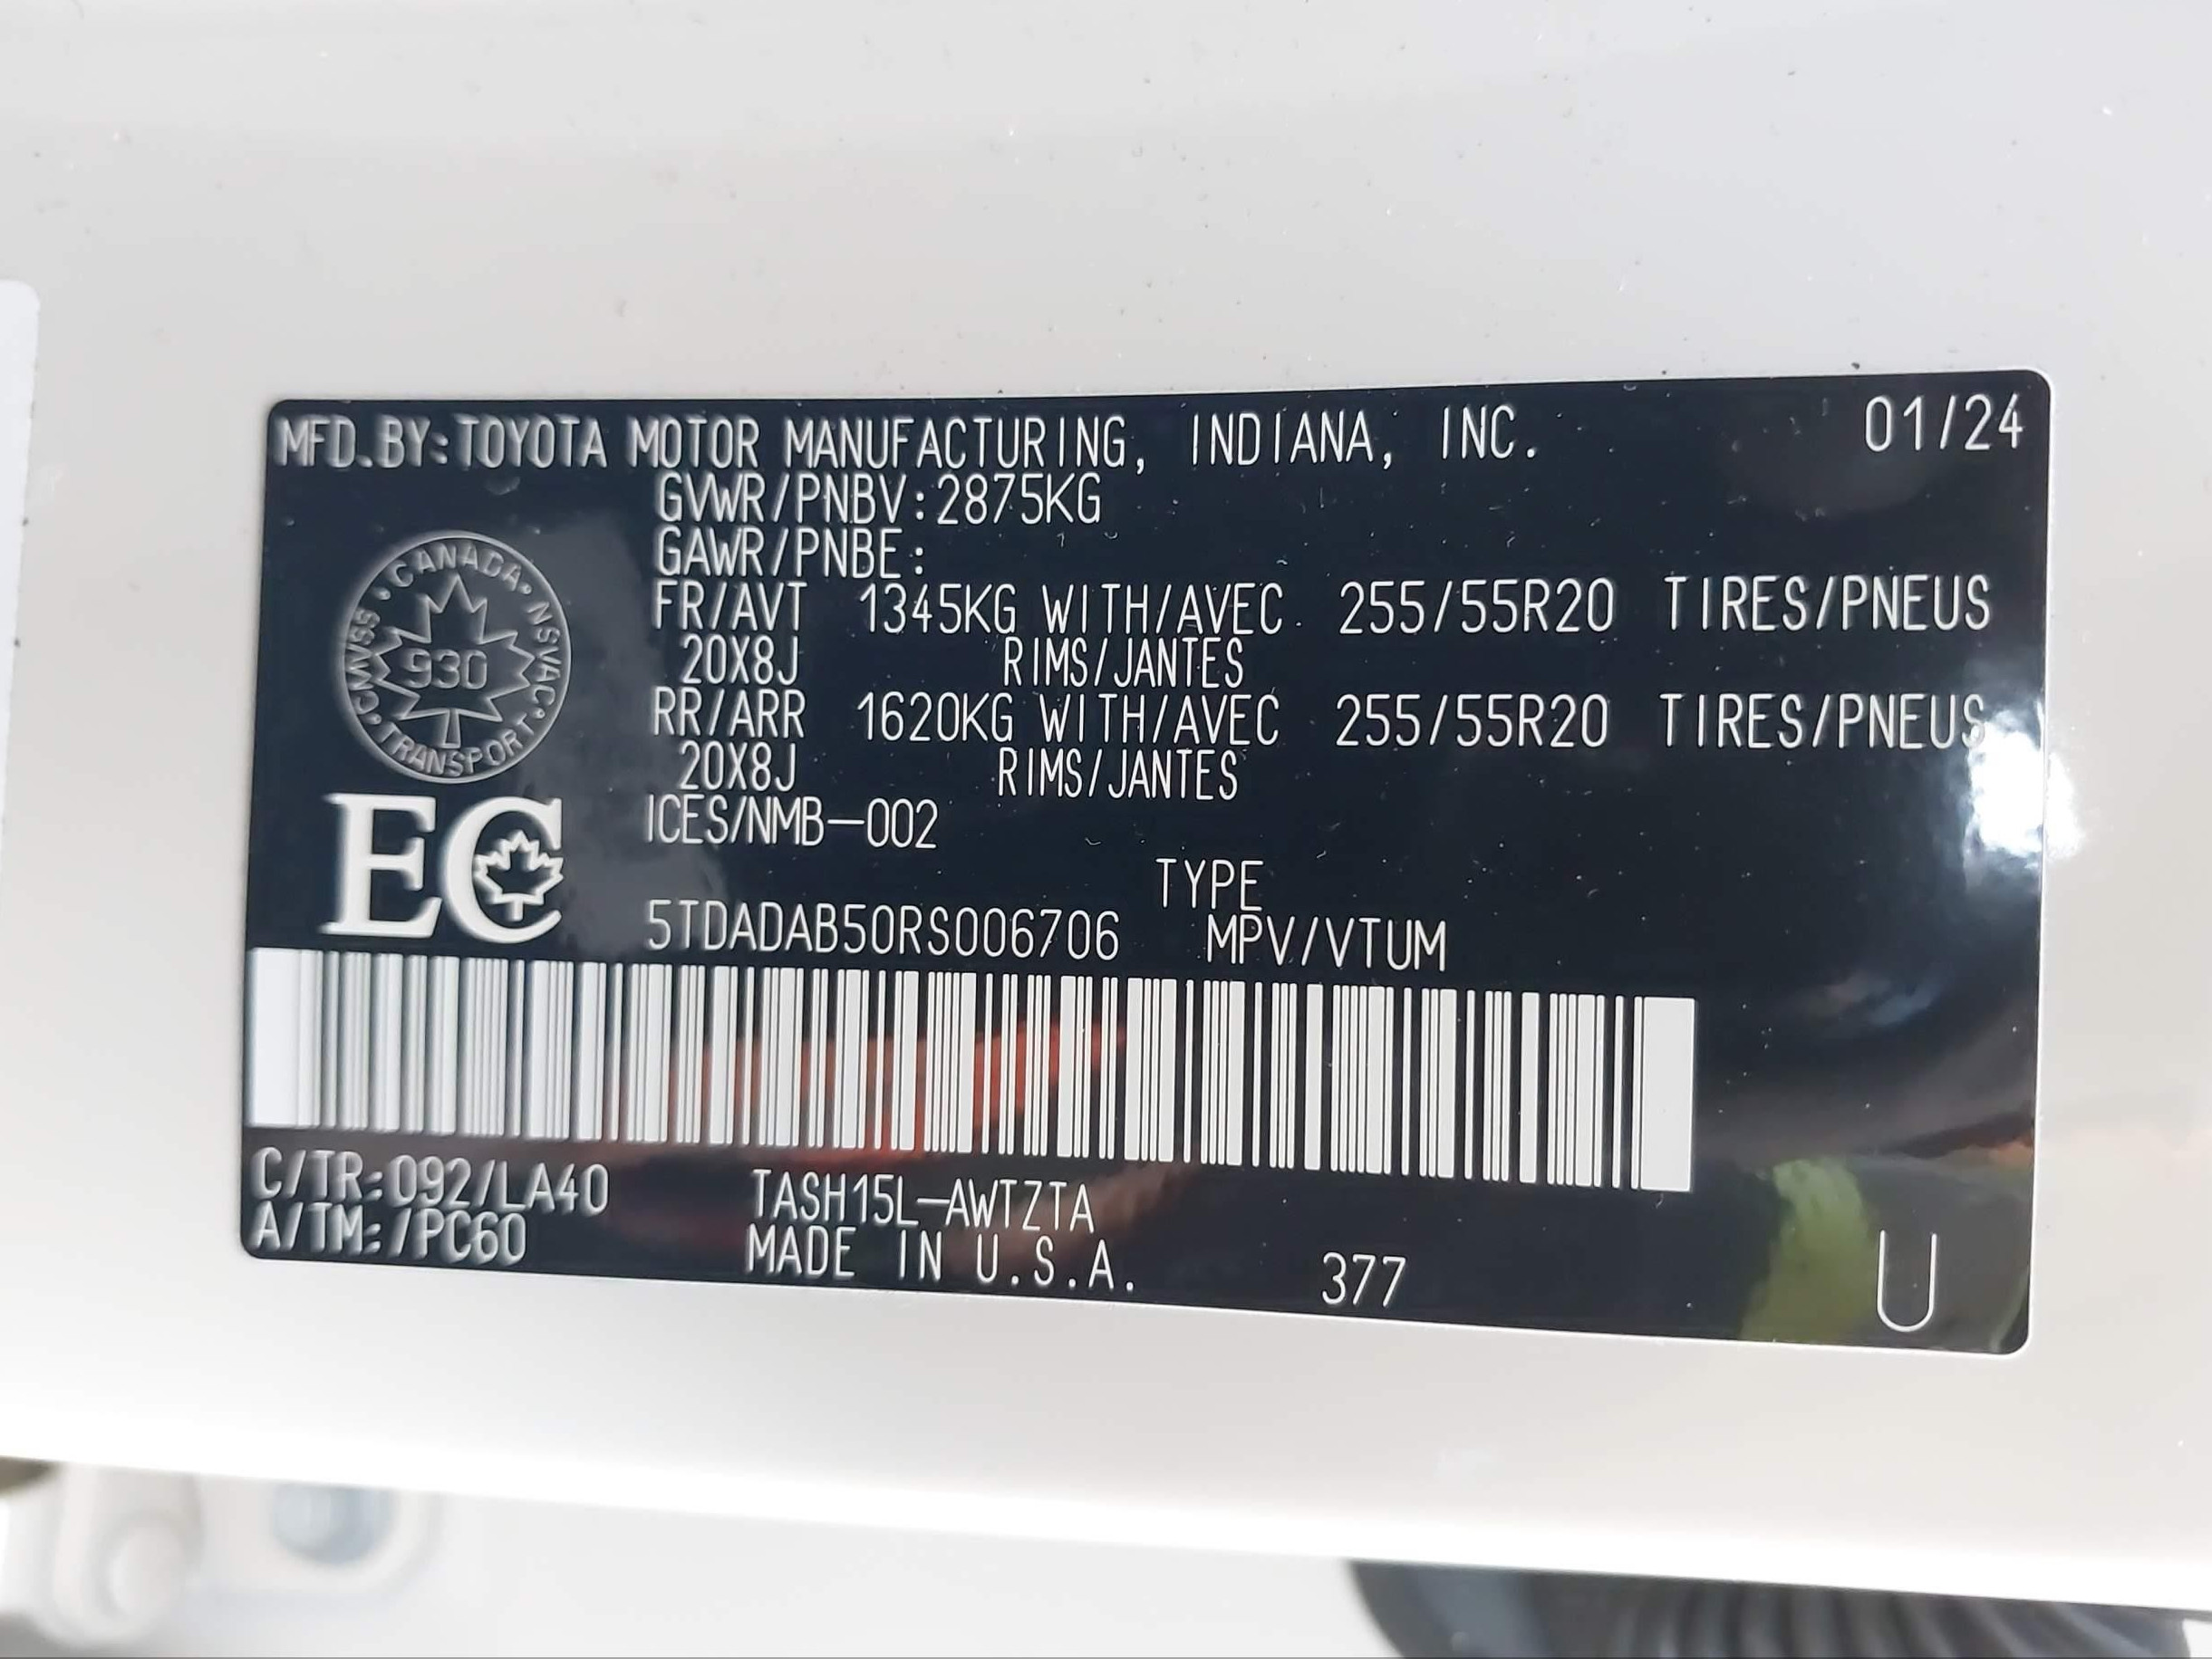 MFD.BY:TOYOTA MOTOR MANUFACTURING, INDIANA, INC. 01/24
GVWR/PNBV:2875KG
GAWR/PNBE:
FR/AVT 1345KG WITH/AVEC 255/55R20 TIRES/PNEUS
20X8J RIMS/JANTES
RR/ARR 1620KG WITH/AVEC 255/55R20 TIRES/PNEUS
20X8J RIMS/JANTES
ICES/NMB-002
CANADA • NSVAC • TRANSPORT • CMVSS •
930
EC
TYPE
5TDADAB50RS006706 MPV/VTUM
C/TR:092/LA40 TASH15L-AWTZTA
A/TM:/PC60 MADE IN U.S.A. 377 U